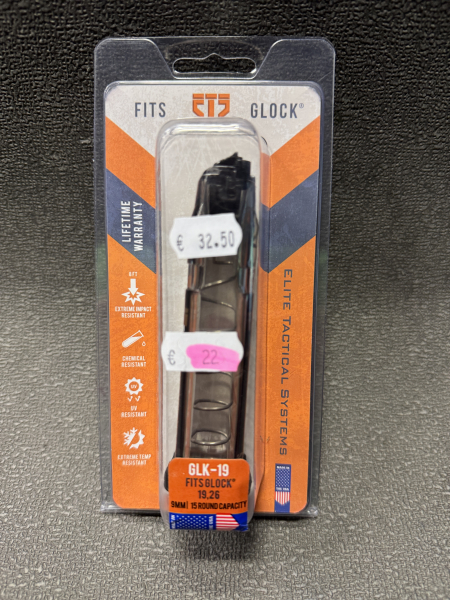 FITS ETS GLOCK®
LIFETIME
WARRANTY
EXTREME IMPACT
RESISTANT
CHEMICAL
RESISTANT
UV
UV
RESISTANT
EXTREME TEMP
RESISTANT
ELITE TACTICAL SYSTEMS
€ 32.50
€ 22
GLK-19
FITS GLOCK®
19,26
9MM | 15 ROUND CAPACITY